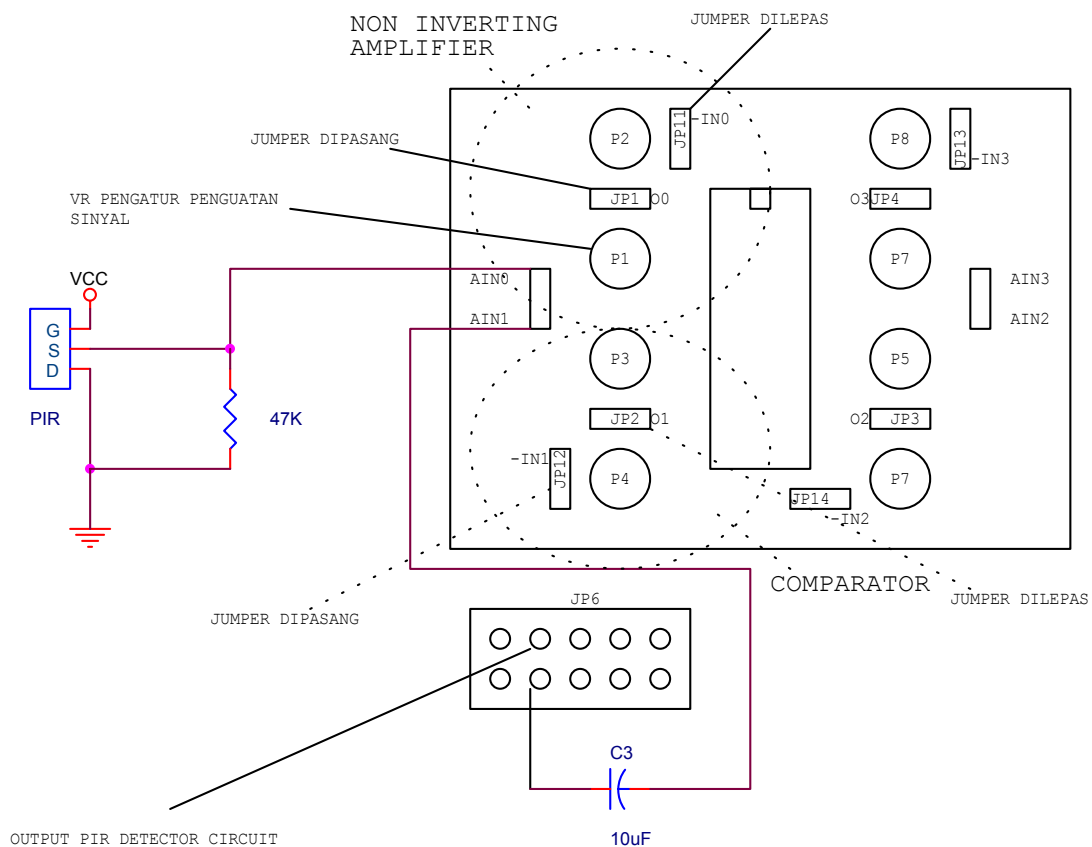 NON INVERTING
AMPLIFIER
JUMPER DILEPAS
JUMPER DIPASANG
VR PENGATUR PENGUATAN
SINYAL
P2
JP11
-IN0
P8
JP13
-IN3
JP1 O0
O3 JP4
P1
P7
VCC
AIN0
AIN1
AIN3
AIN2
G
S
D
PIR
47K
P3
P5
JP2 O1
O2 JP3
-IN1
JP12
P4
P7
JP14
-IN2
COMPARATOR
JUMPER DILEPAS
JUMPER DIPASANG
JP6
C3
10uF
OUTPUT PIR DETECTOR CIRCUIT